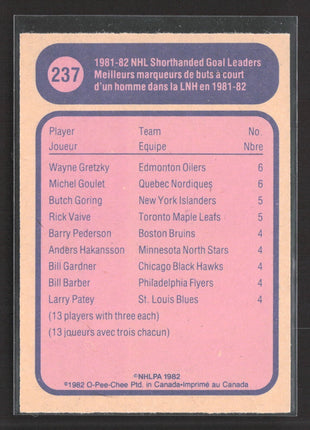 237
1981-82 NHL Shorthanded Goal Leaders
Meilleurs marqueurs de buts à court
d'un homme dans la LNH en 1981-82
Player Team No.
Joueur Equipe Nbre
Wayne Gretzky Edmonton Oilers 6
Michel Goulet Quebec Nordiques 6
Butch Goring New York Islanders 5
Rick Vaive Toronto Maple Leafs 5
Barry Pederson Boston Bruins 4
Anders Hakansson Minnesota North Stars 4
Bill Gardner Chicago Black Hawks 4
Bill Barber Philadelphia Flyers 4
Larry Patey St. Louis Blues 4
(13 players with three each)
(13 joueurs avec trois chacun)
©NHLPA 1982
©1982 O-Pee-Chee Ptd. in Canada-Imprimé au Canada